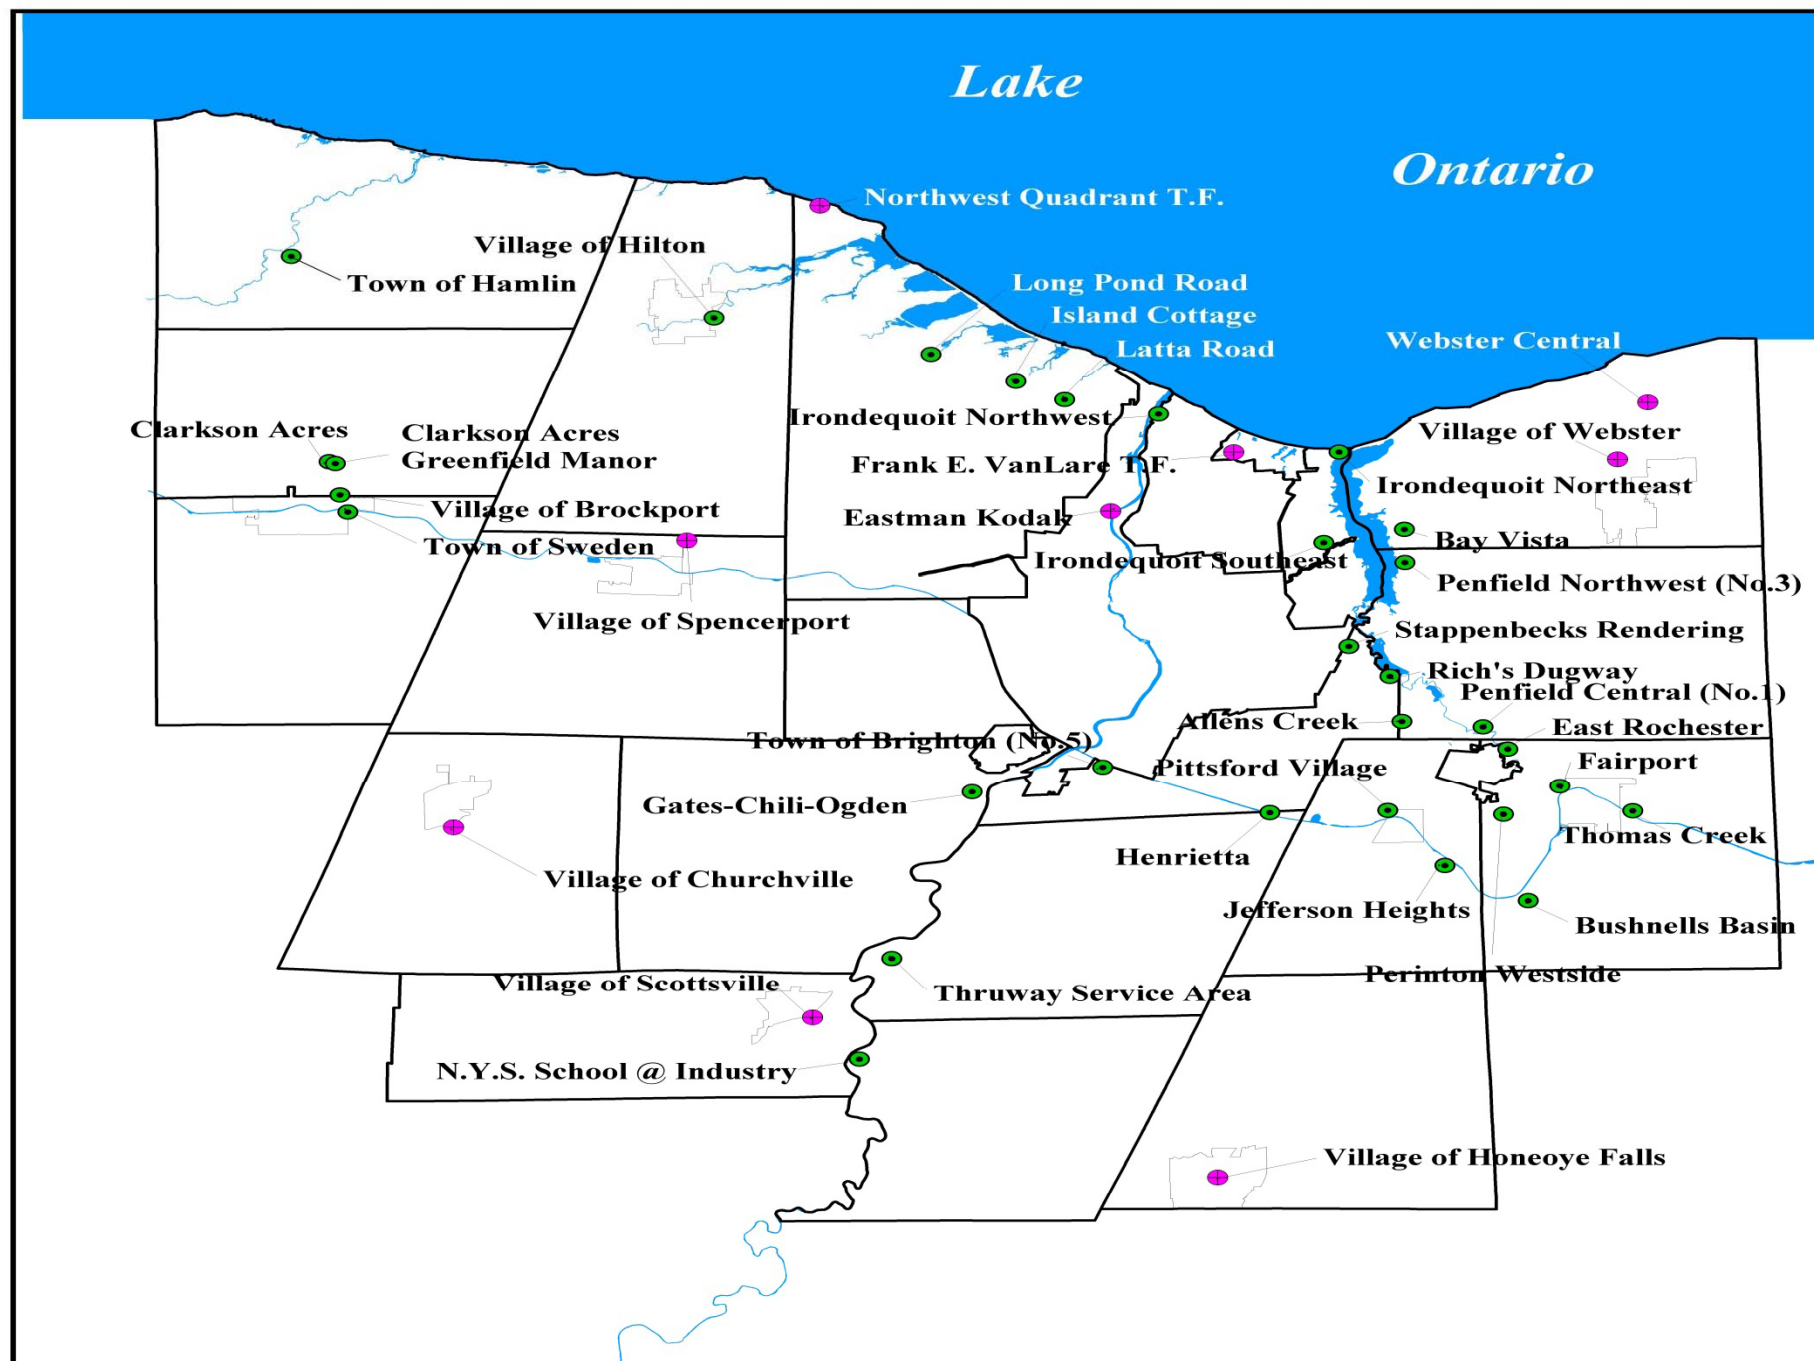 Lake
Ontario
Northwest Quadrant T.F.
Village of Hilton
Town of Hamlin
Long Pond Road
Island Cottage
Latta Road
Webster Central
Irondequoit Northwest
Clarkson Acres
Clarkson Acres
Greenfield Manor
Village of Webster
Frank E. VanLare T.F.
Irondequoit Northeast
Village of Brockport
Eastman Kodak
Town of Sweden
Bay Vista
Irondequoit Southeast
Penfield Northwest (No.3)
Village of Spencerport
Stappenbecks Rendering
Rich's Dugway
Penfield Central (No.1)
Allens Creek
East Rochester
Town of Brighton (No.5)
Pittsford Village
Fairport
Gates-Chili-Ogden
Thomas Creek
Henrietta
Village of Churchville
Jefferson Heights
Bushnells Basin
Perinton Westside
Village of Scottsville
Thruway Service Area
N.Y.S. School @ Industry
Village of Honeoye Falls